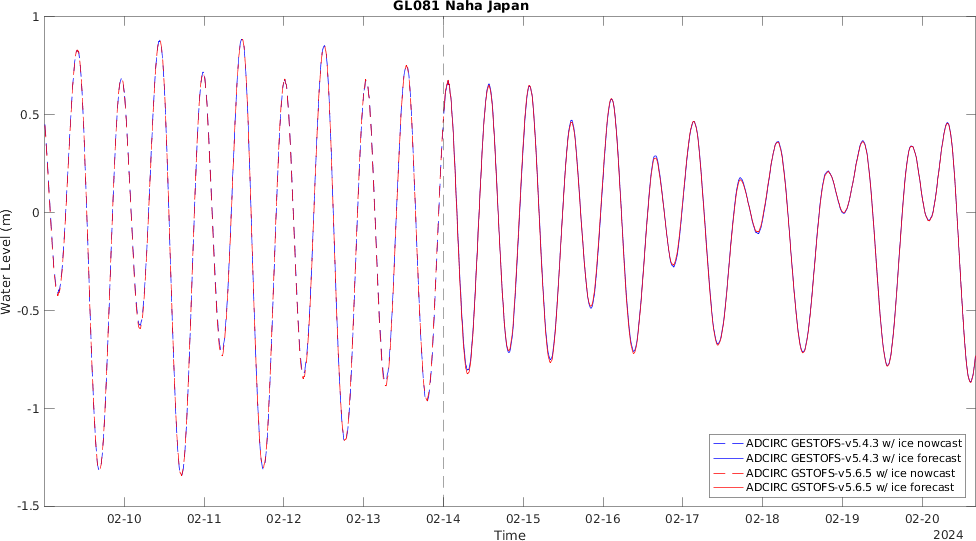 GL081 Naha Japan
Water Level (m)
1
0.5
0
-0.5
-1
-1.5
ADCIRC GESTOFS-v5.4.3 w/ ice nowcast
ADCIRC GESTOFS-v5.4.3 w/ ice forecast
ADCIRC GSTOFS-v5.6.5 w/ ice nowcast
ADCIRC GSTOFS-v5.6.5 w/ ice forecast
02-10 02-11 02-12 02-13 02-14 02-15 02-16 02-17 02-18 02-19 02-20
Time
2024